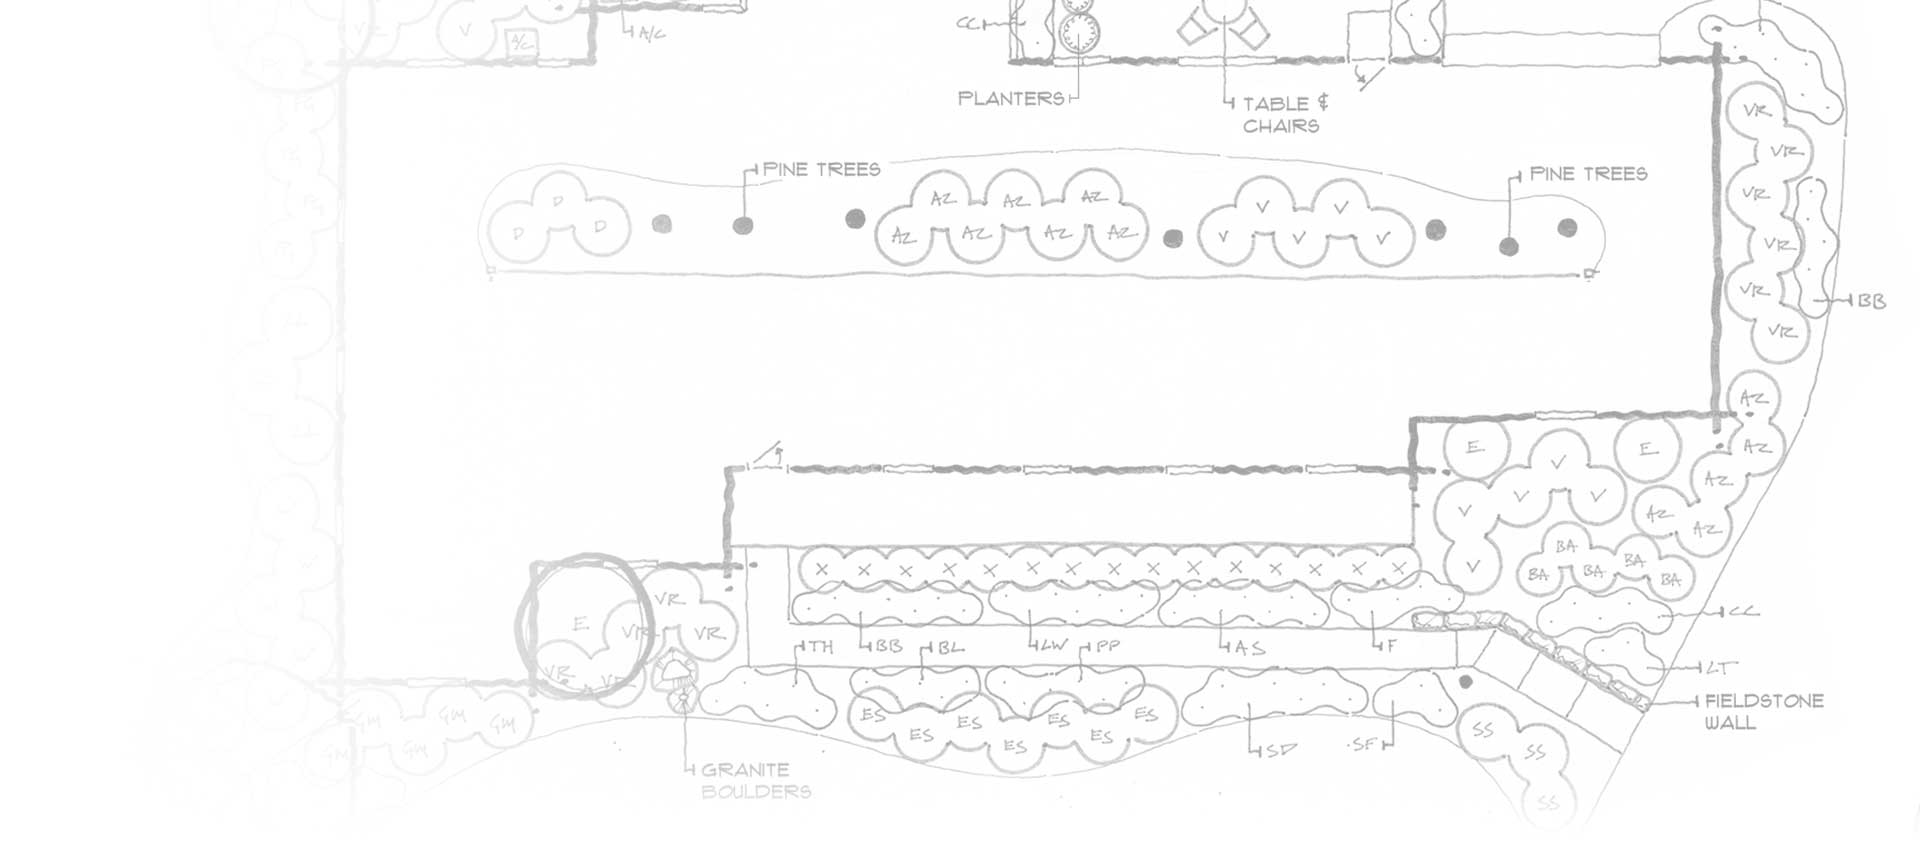 V
A/C
A/C
CC
PLANTERS
TABLE &
CHAIRS
PINE TREES
PINE TREES
D
D
D
AZ
AZ
AZ
AZ
AZ
AZ
AZ
V
V
V
V
V
VR
VR
VR
VR
VR
VR
BB
AZ
AZ
AZ
AZ
AZ
E
V
E
V
V
V
V
BA
BA
BA
BA
BA
X X X X X X X X X X X X X X X
E
VR
VR
VR
VR
VR
TH
BB
BL
LW
PP
AS
F
CC
LT
FIELDSTONE
WALL
GM
GM
GM
GM
GM
ES
ES
ES
ES
ES
ES
ES
SD
SF
SS
SS
SS
GRANITE
BOULDERS